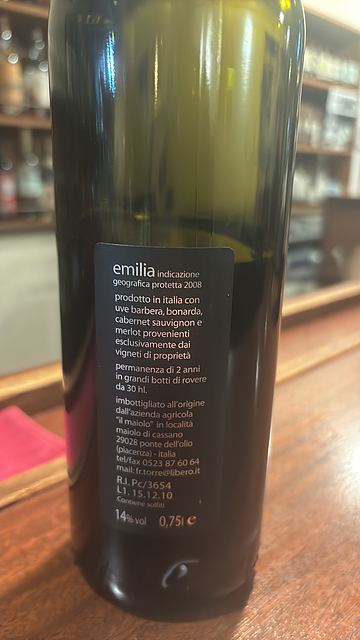 emilia indicazione
geografica protetta 2008
prodotto in italia con
uve barbera, bonarda,
cabernet sauvignon e
merlot provenienti
esclusivamente dai
vigneti di proprietà
permanenza di 2 anni
in grandi botti di rovere
da 30 hl.
imbottigliato all'origine
dall'azienda agricola
"il maiolo" in località
maiolo di cassano
29028 ponte dell'olio
(piacenza) - italia
tel/fax 0523 87 60 64
mail: fr.torre@libero.it
R.I. Pc/3654
L1. 15.12.10
Contiene solfiti
14% vol 0,75l e